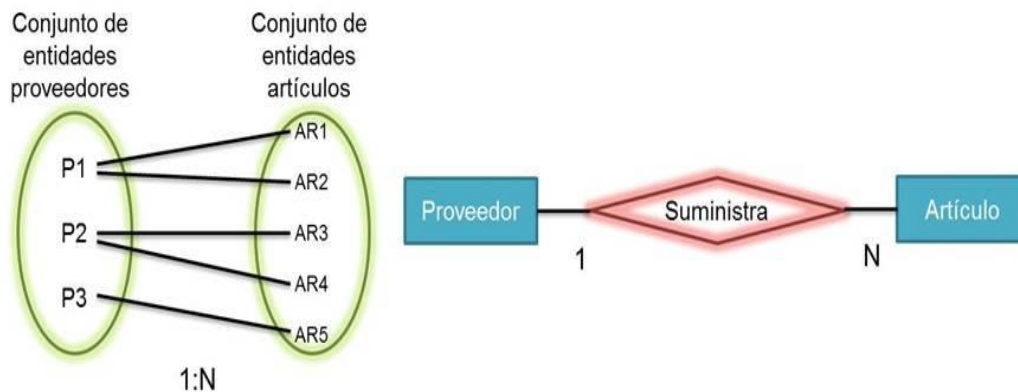 Conjunto de
entidades
proveedores
Conjunto de
entidades
artículos
P1
P2
P3
AR1
AR2
AR3
AR4
AR5
1:N
Proveedor
Suministra
Artículo
1
N